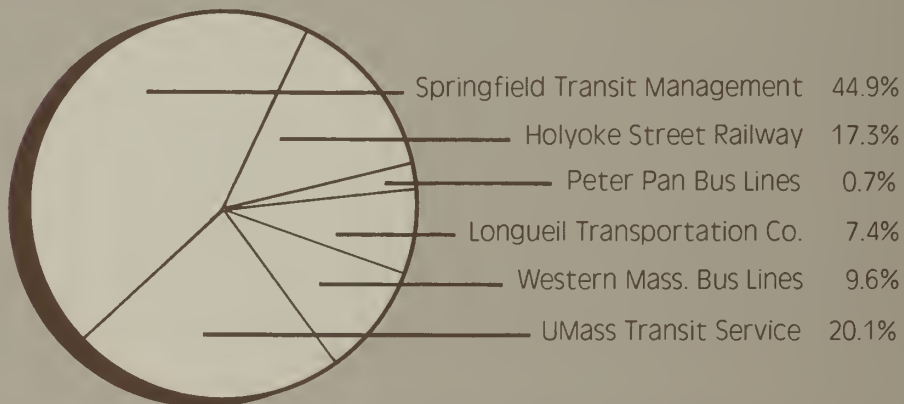 Springfield Transit Management 44.9%
Holyoke Street Railway 17.3%
Peter Pan Bus Lines 0.7%
Longueil Transportation Co. 7.4%
Western Mass. Bus Lines 9.6%
UMass Transit Service 20.1%